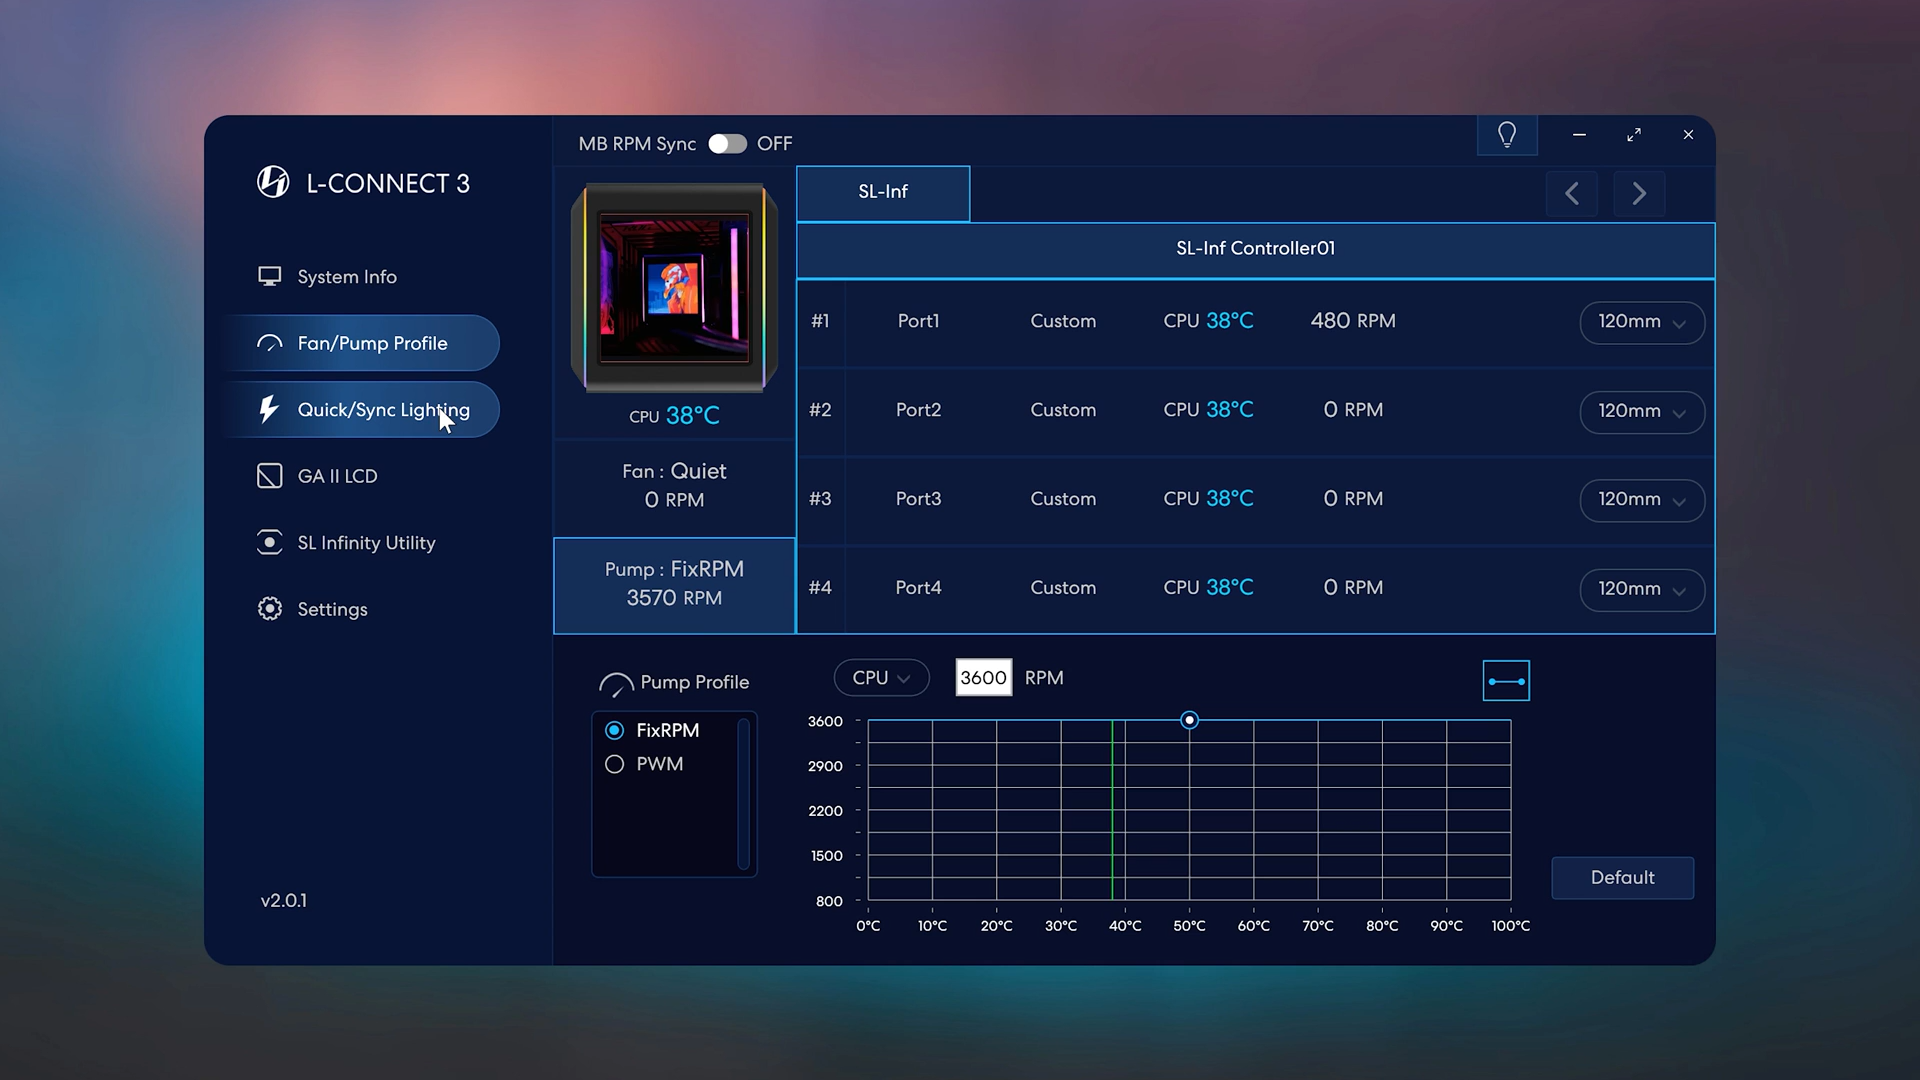 L-CONNECT 3
System Info
Fan/Pump Profile
Quick/Sync Lighting
GA II LCD
SL Infinity Utility
Settings
v2.0.1
MB RPM Sync OFF
CPU 38°C
Fan : Quiet
0 RPM
Pump : FixRPM
3570 RPM
SL-Inf
SL-Inf Controller01
#1 Port1 Custom CPU 38°C 480 RPM 120mm
#2 Port2 Custom CPU 38°C 0 RPM 120mm
#3 Port3 Custom CPU 38°C 0 RPM 120mm
#4 Port4 Custom CPU 38°C 0 RPM 120mm
Pump Profile
FixRPM
PWM
CPU 3600 RPM
3600
2900
2200
1500
800
0°C 10°C 20°C 30°C 40°C 50°C 60°C 70°C 80°C 90°C 100°C
Default